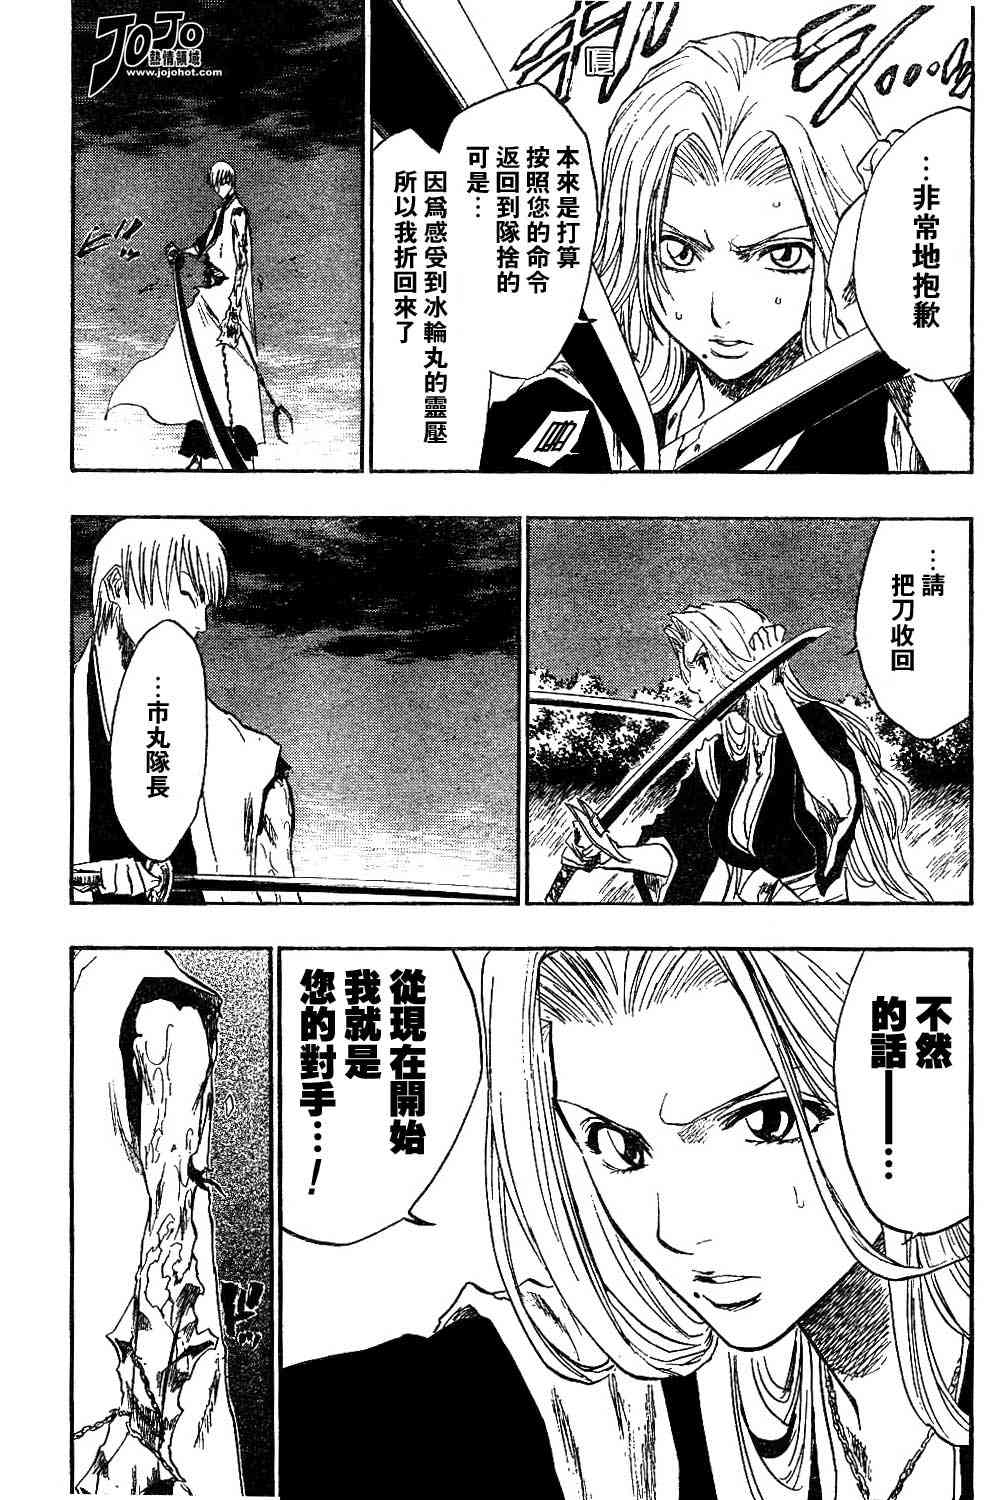 JOJO
熱情領域
www.jojohot.com
…非常地抱歉
本來是打算
按照您的命令
返回到隊捨的
可是…
因為感受到冰輪丸的靈壓
所以我折回來了
…請
把刀收回
…市丸隊長
不然
的話——…
從現在開始
我就是
您的對手…！